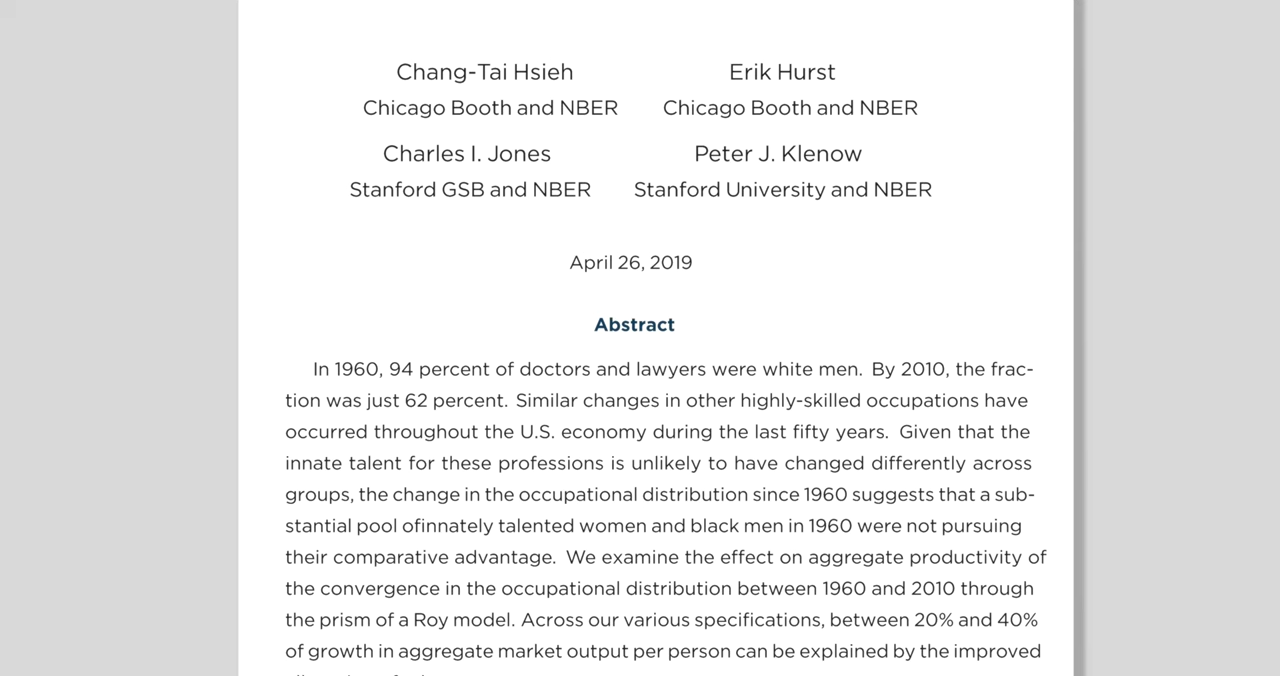 Chang-Tai Hsieh Erik Hurst
Chicago Booth and NBER Chicago Booth and NBER
Charles I. Jones Peter J. Klenow
Stanford GSB and NBER Stanford University and NBER
April 26, 2019
Abstract
In 1960, 94 percent of doctors and lawyers were white men. By 2010, the frac-
tion was just 62 percent. Similar changes in other highly-skilled occupations have
occurred throughout the U.S. economy during the last fifty years. Given that the
innate talent for these professions is unlikely to have changed differently across
groups, the change in the occupational distribution since 1960 suggests that a sub-
stantial pool ofinnately talented women and black men in 1960 were not pursuing
their comparative advantage. We examine the effect on aggregate productivity of
the convergence in the occupational distribution between 1960 and 2010 through
the prism of a Roy model. Across our various specifications, between 20% and 40%
of growth in aggregate market output per person can be explained by the improved